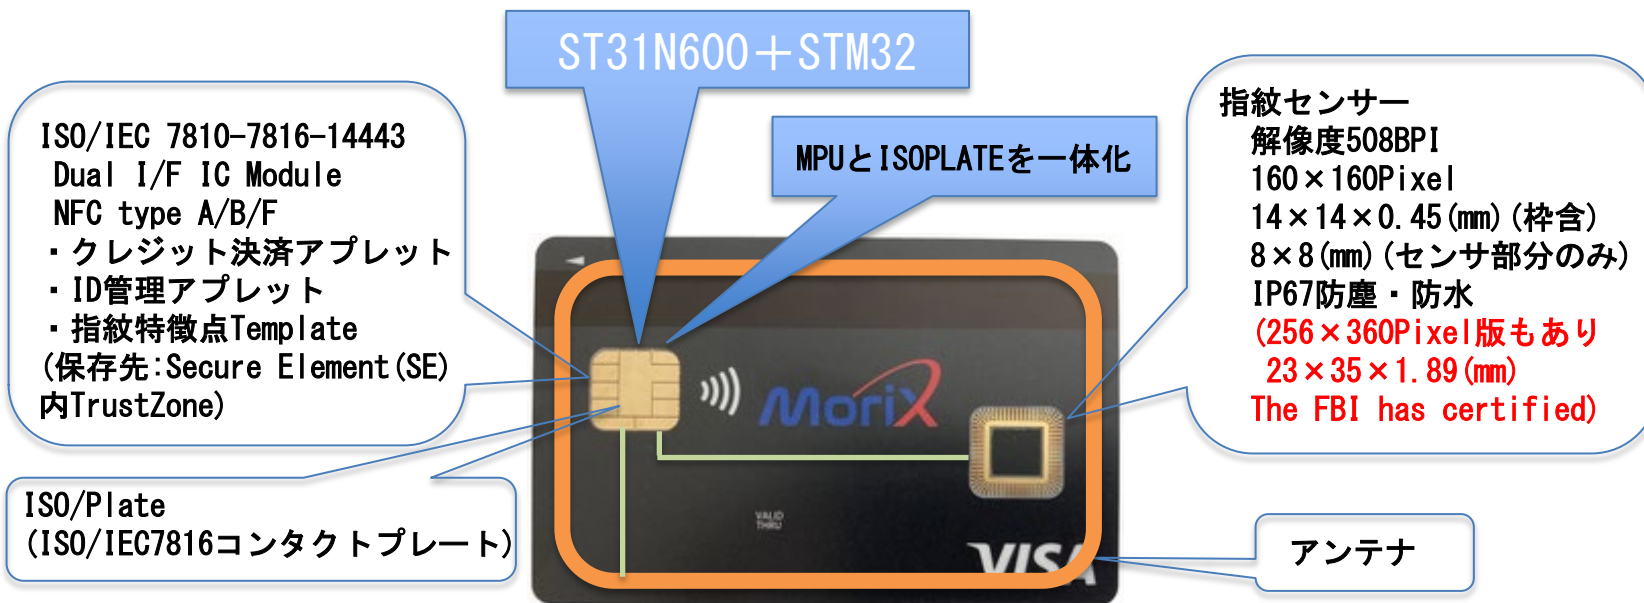 ST31N600＋STM32
MPUとISOPLATEを一体化
ISO/IEC 7810-7816-14443
Dual I/F IC Module
NFC type A/B/F
・クレジット決済アプレット
・ID管理アプレット
・指紋特徴点Template
(保存先:Secure Element(SE)
内TrustZone)
ISO/Plate
(ISO/IEC7816コンタクトプレート)
指紋センサー
解像度508BPI
160×160Pixel
14×14×0.45(mm)(枠含)
8×8(mm)(センサ部分のみ)
IP67防塵・防水
(256×360Pixel版もあり
23×35×1.89(mm)
The FBI has certified)
MoriX
VALID
THRU
VISA
アンテナ